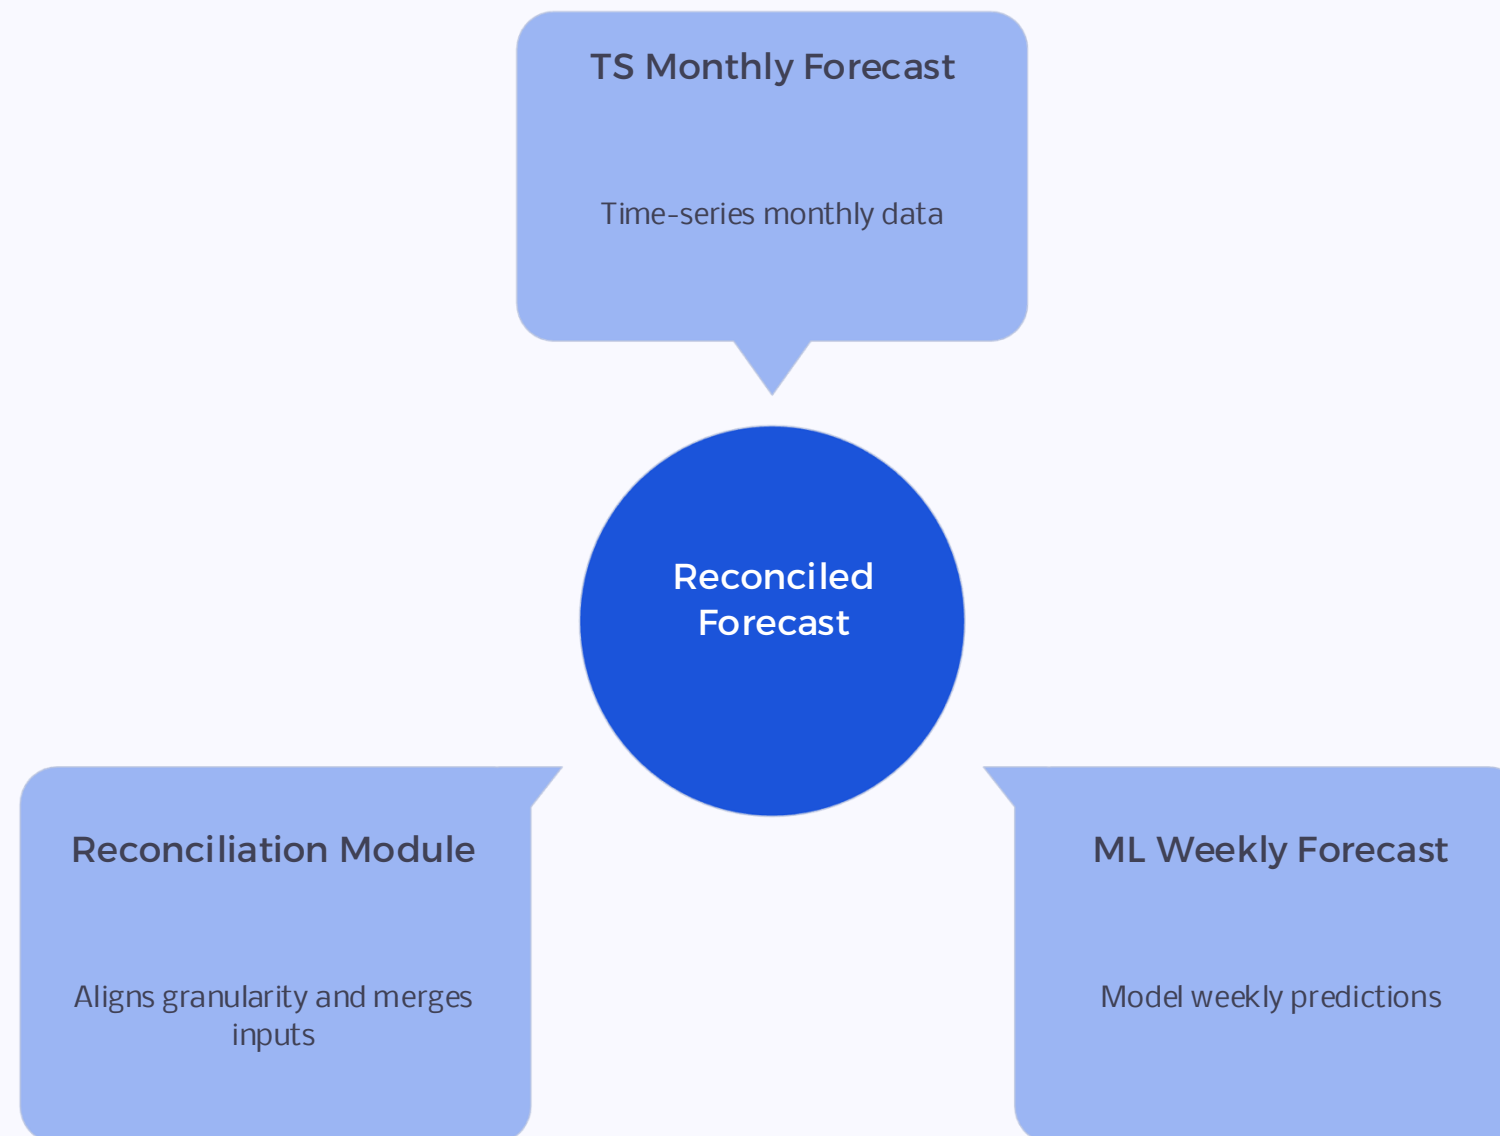 TS Monthly Forecast
Time-series monthly data
Reconciled
Forecast
Reconciliation Module
Aligns granularity and merges
inputs
ML Weekly Forecast
Model weekly predictions